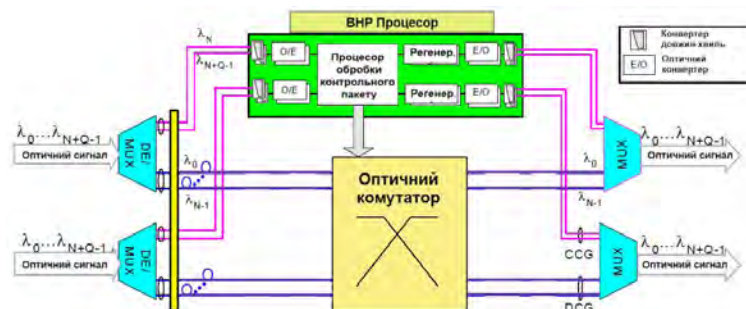 BHP Процесор
λN
λN+Q-1
O/E
Процесор
обробки
контрольного
пакету
Регенер.
E/O
O/E
Регенер.
E/O
Конвертер
довжин хвиль
E/O
Оптичний
конвертер
λ0...λN+Q-1
Оптичний сигнал
DE/
MUX
λ0
λN-1
Оптичний
комутатор
λ0
λN-1
MUX
λ0...λN+Q-1
Оптичний сигнал
λ0...λN+Q-1
Оптичний сигнал
DE/
MUX
CCG
DCG
MUX
λ0...λN+Q-1
Оптичний сигнал